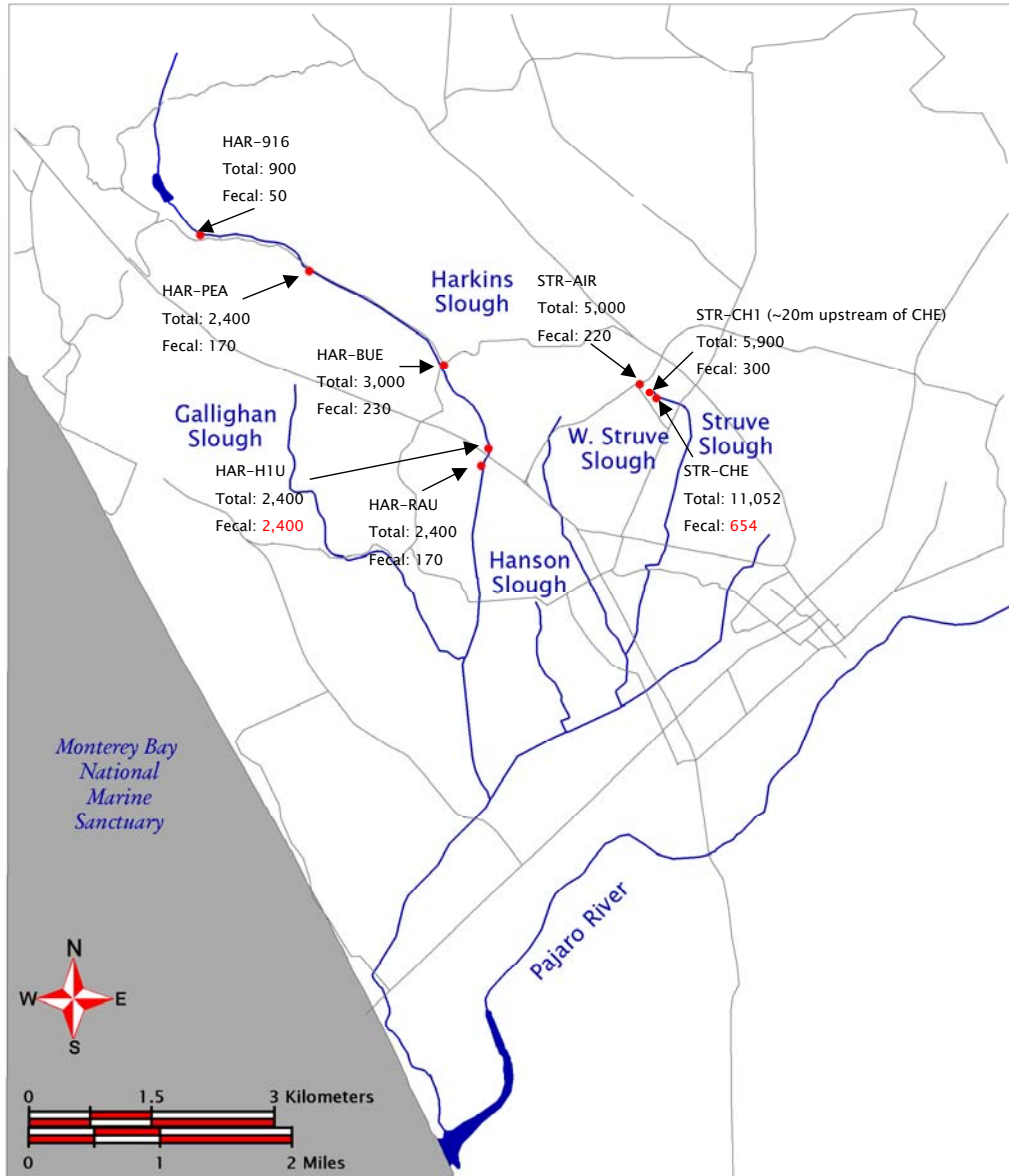 HAR-916
Total: 900
Fecal: 50
HAR-PEA
Total: 2,400
Fecal: 170
Harkins
Slough
STR-AIR
Total: 5,000
Fecal: 220
STR-CH1 (~20m upstream of CHE)
Total: 5,900
Fecal: 300
HAR-BUE
Total: 3,000
Fecal: 230
Gallighan
Slough
W. Struve
Slough
Struve
Slough
HAR-H1U
Total: 2,400
Fecal: 2,400
HAR-RAU
Total: 2,400
Fecal: 170
STR-CHE
Total: 11,052
Fecal: 654
Hanson
Slough
Monterey Bay
National
Marine
Sanctuary
Pajaro River
N
W E
S
0 1.5 3 Kilometers
0 1 2 Miles